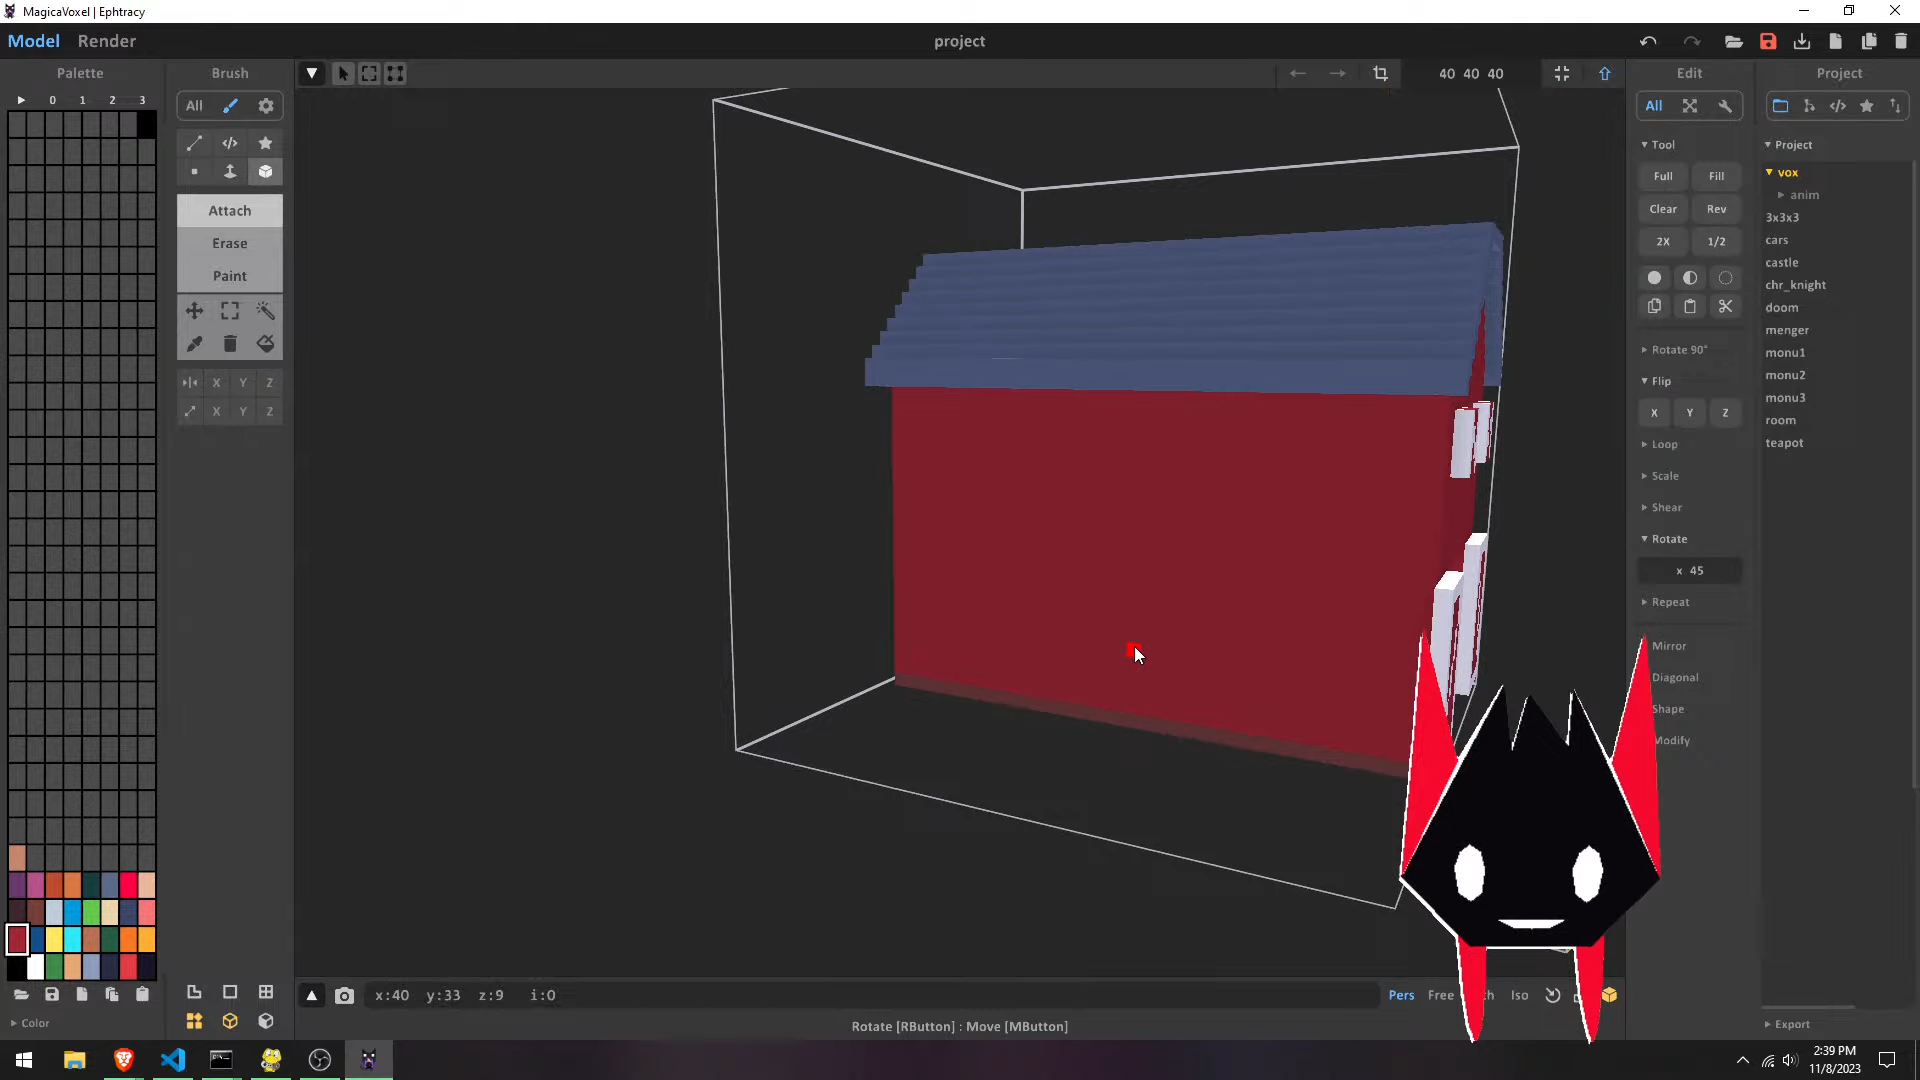 MagicaVoxel | Ephtracy
Model Render
project
Palette
Brush
40 40 40
Edit
Project
0 1 2 3
All
All
Tool
Project
Full Fill
vox
anim
Clear Rev
3x3x3
2X 1/2
cars
castle
chr_knight
doom
menger
monu1
monu2
monu3
room
teapot
Attach
Erase
Paint
X Y Z
X Y Z
Rotate 90°
Flip
X Y Z
Loop
Scale
Shear
Rotate
x 45
Repeat
Mirror
Diagonal
Shape
Modify
x:40 y:33 z:9 i:0
Pers Free Iso
Color
Rotate [RButton] : Move [MButton]
Export
2:39 PM
11/8/2023